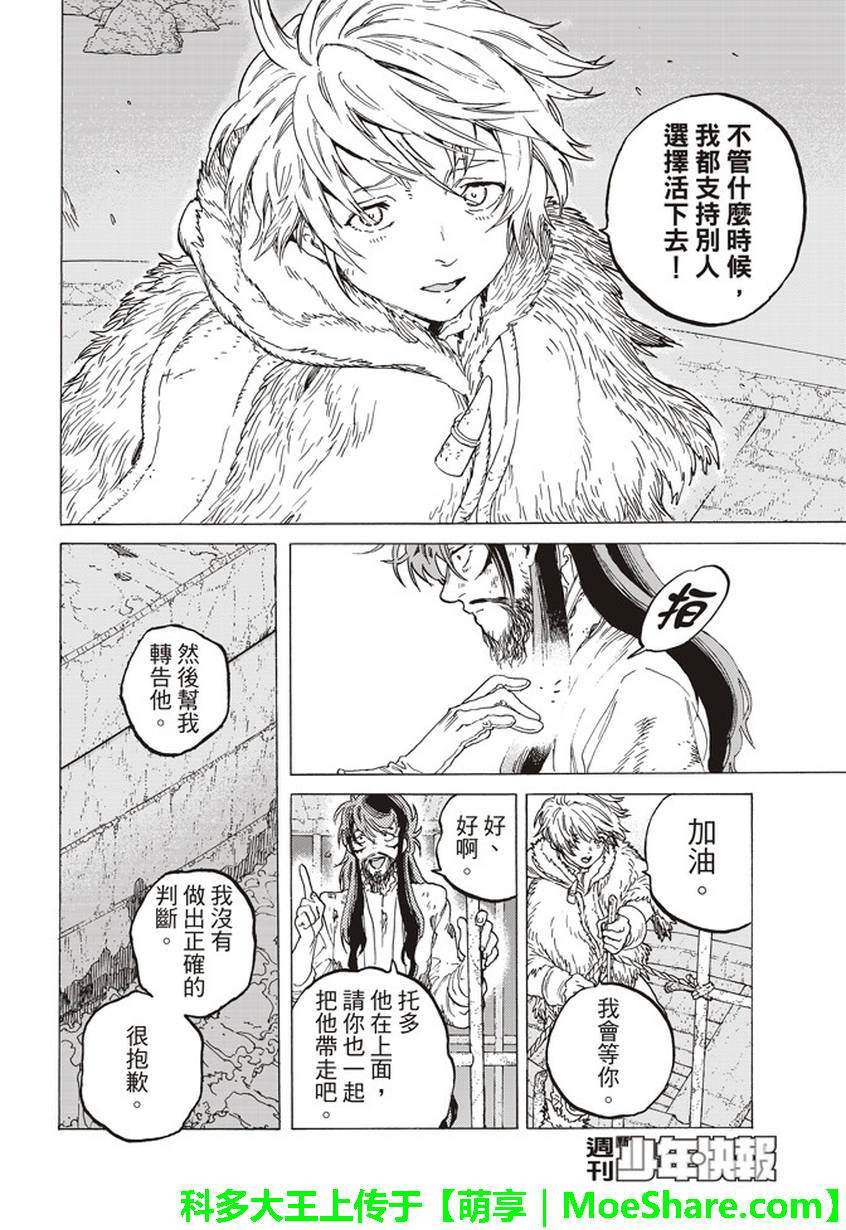 不管什麼時候，
我都支持別人
選擇活下去！
指
加油。
我會等你。
好、
好啊。
托多
他在上面，
請你也一起
把他帶走吧。
然後幫我
轉告他。
我沒有
做出正確的
判斷。
很抱歉。
週刊
新少年快報
科多大王上传于【萌享｜MoeShare.com】